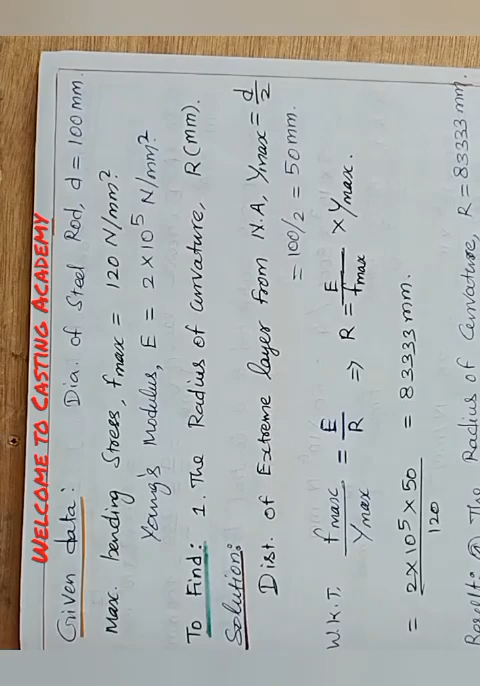 WELCOME TO CASTING ACADEMY
Given data: Dia. of Steel Rod, d = 100 mm.
Max. bending Stress, fmax = 120 N/mm²
Young's Modulus, E = 2 × 10⁵ N/mm²
To Find: 1. The Radius of Curvature, R (mm).
Solution:
Dist. of Extreme layer from N.A, Ymax = d/2
= 100/2 = 50 mm.
W.K.T, fmax/Ymax = E/R ⇒ R = E/fmax × Ymax.
= 2×10⁵×50/120 = 83333 mm.
Result: @ The Radius of Curvature, R = 83333 mm.